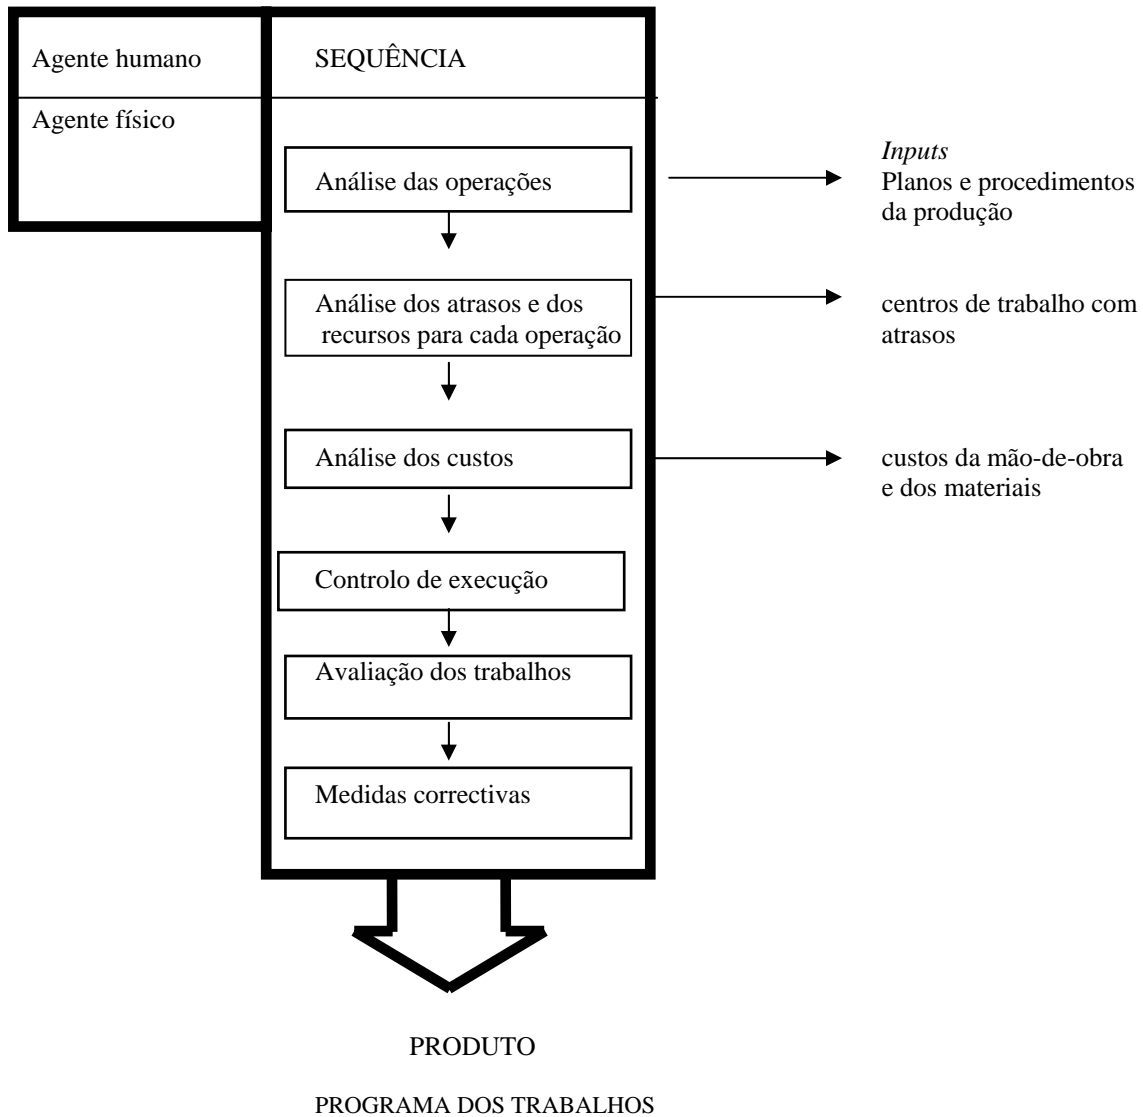 Agente humano
SEQUÊNCIA
Agente físico
Análise das operações
Inputs
Planos e procedimentos
da produção
Análise dos atrasos e dos
recursos para cada operação
centros de trabalho com
atrasos
Análise dos custos
custos da mão-de-obra
e dos materiais
Controlo de execução
Avaliação dos trabalhos
Medidas correctivas
PRODUTO
PROGRAMA DOS TRABALHOS